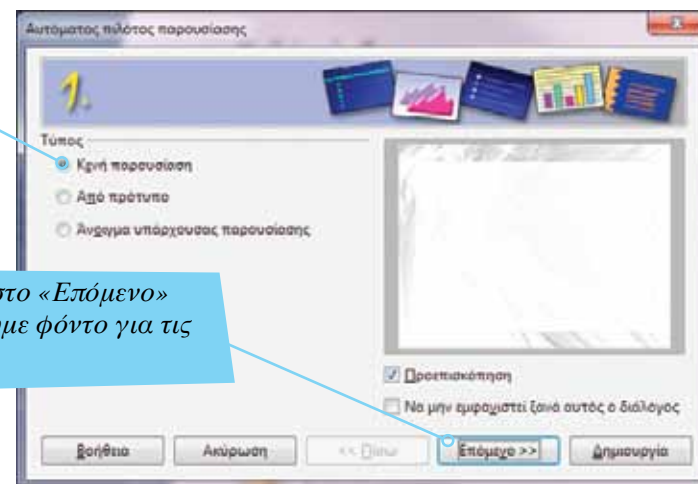 Αυτόματος πιλότος παρουσίασης
1.
Τύπος
Κενή παρουσίαση
Από πρότυπο
Άνοιγμα υπάρχουσας παρουσίασης
στο «Επόμενο»
με φόντο για τις
Προεπισκόπηση
Να μην εμφανιστεί ξανά αυτός ο διάλογος
Βοήθεια Ακύρωση << Πίσω Επόμενο >> Δημιουργία